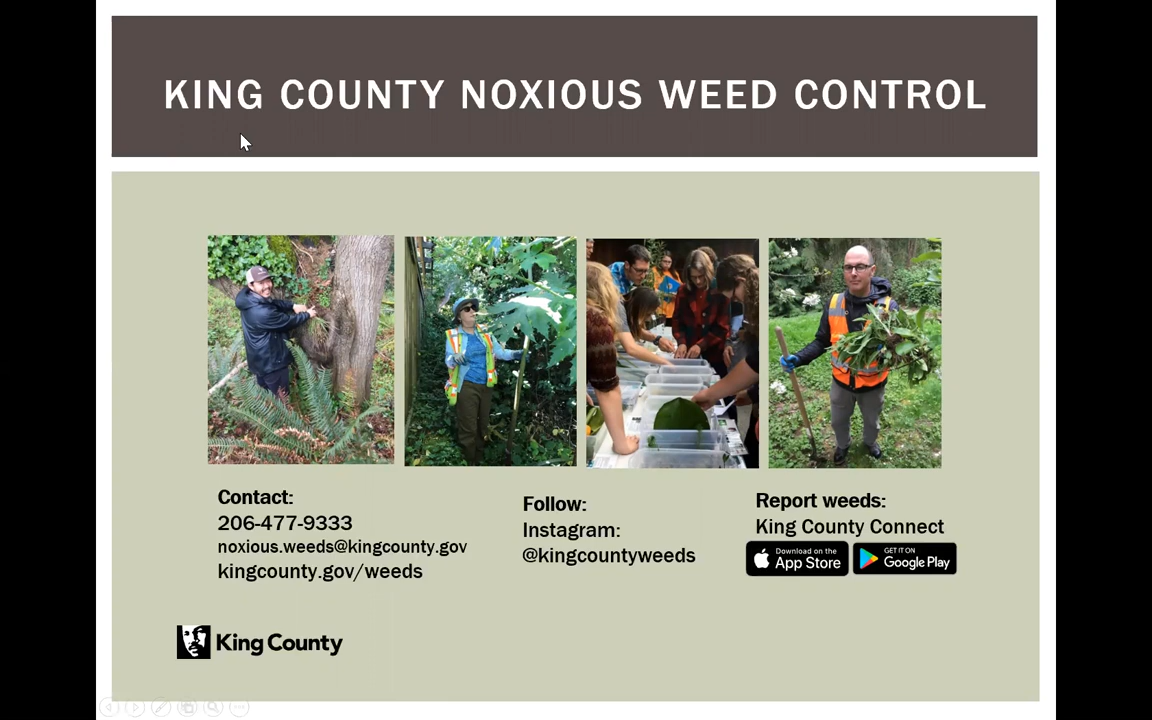 KING COUNTY NOXIOUS WEED CONTROL
Contact:
206-477-9333
noxious.weeds@kingcounty.gov
kingcounty.gov/weeds
Follow:
Instagram:
@kingcountyweeds
Report weeds:
King County Connect
Download on the
App Store
GET IT ON
Google Play
King County